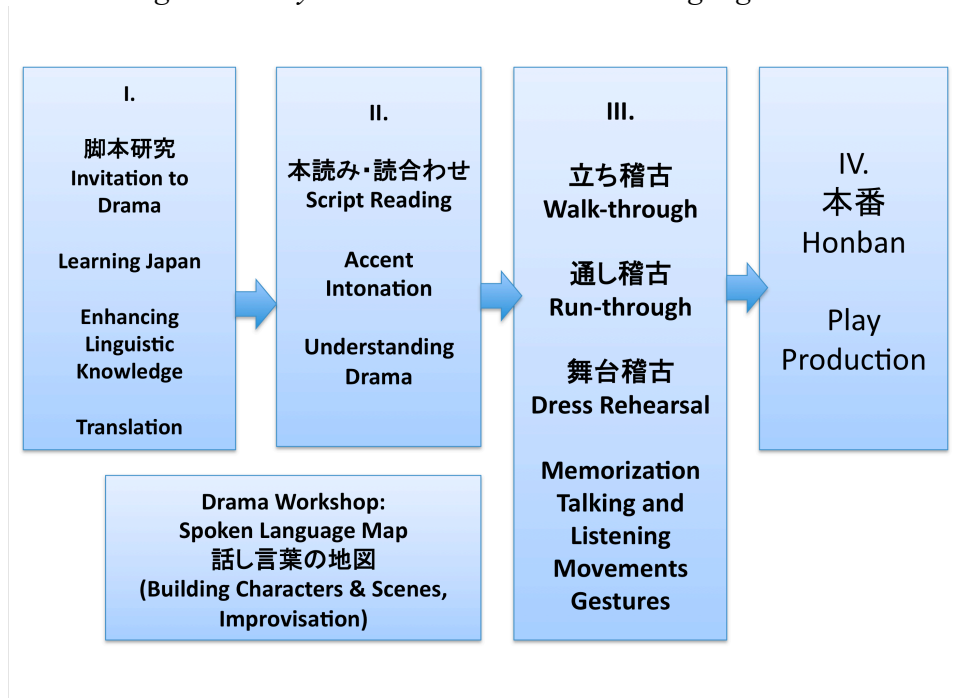 I.
脚本研究
Invitation to
Drama
Learning Japan
Enhancing
Linguistic
Knowledge
Translation
II.
本読み・読合わせ
Script Reading
Accent
Intonation
Understanding
Drama
III.
立ち稽古
Walk-through
通し稽古
Run-through
舞台稽古
Dress Rehearsal
Memorization
Talking and
Listening
Movements
Gestures
IV.
本番
Honban
Play
Production
Drama Workshop:
Spoken Language Map
話し言葉の地図
(Building Characters & Scenes,
Improvisation)